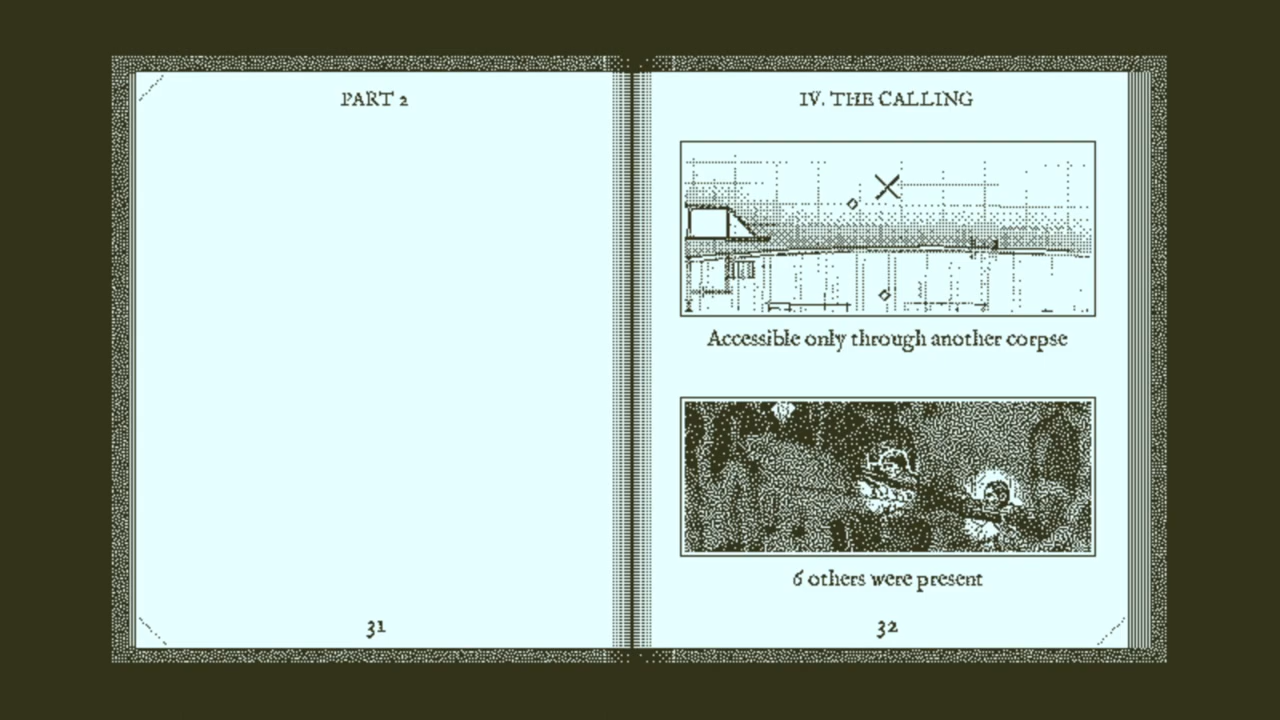 PART 2
31
IV. THE CALLING
Accessible only through another corpse
6 others were present
32